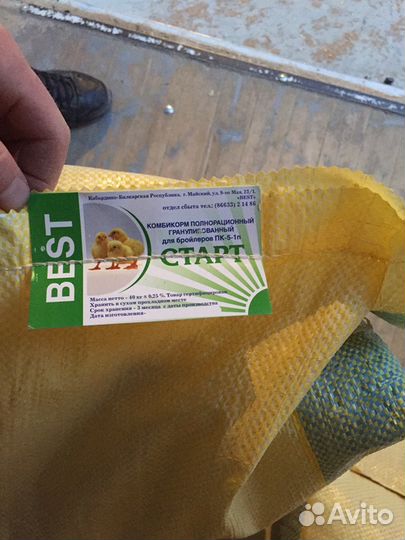 BEST
Кабардино-Балкарская Республика, г. Майский, ул. 9-го Мая,
«BEST»
отдел сбыта тел.: (86633) 2 14 86
КОМБИКОРМ ПОЛНОРАЦИОННЫЙ
ГРАНУЛИРОВАННЫЙ
для бройлеров ПК-5-1п
СТАРТ
Масса нетто - 40 кг ± 0,25 %. Товар сертифицирован
Хранить в сухом прохладном месте
Срок хранения - 3 месяца с даты производства
Дата изготовления-
Avito